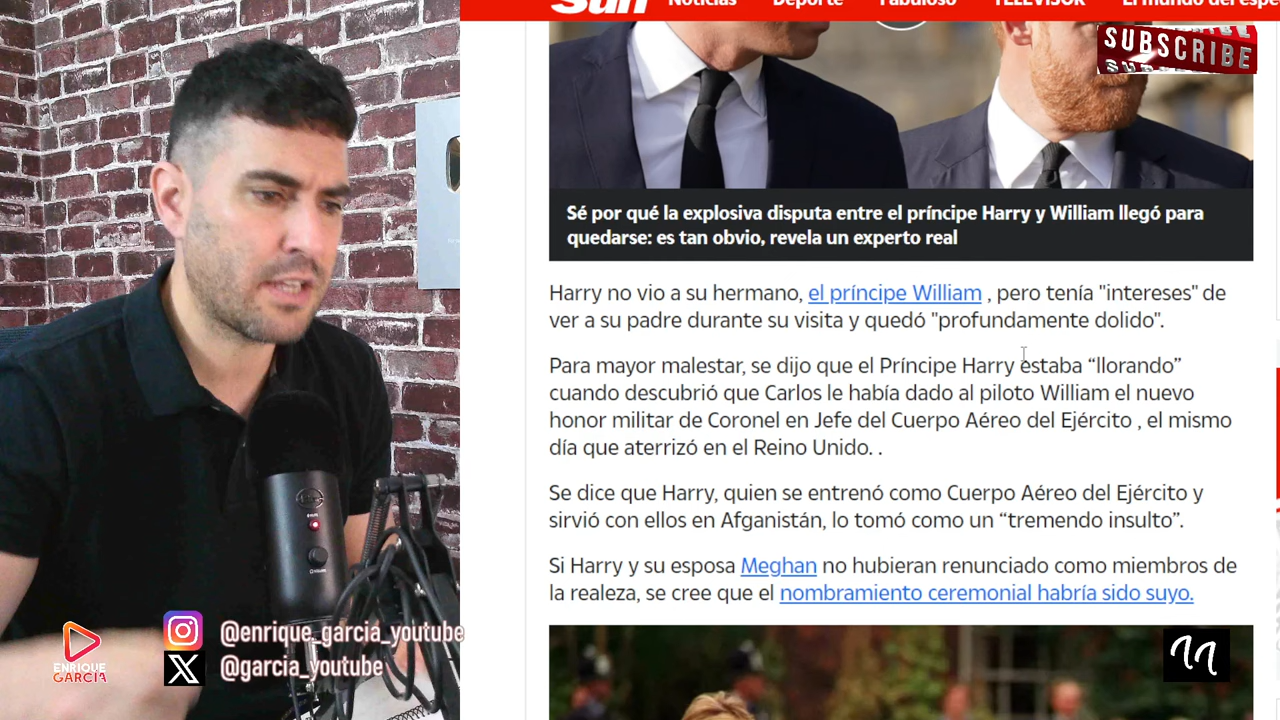 Sun Noticias Deporte Fabuloso TELEVISOR El mundo del espe
SUBSCRIBE
Sé por qué la explosiva disputa entre el príncipe Harry y William llegó para
quedarse: es tan obvio, revela un experto real
Harry no vio a su hermano, el príncipe William , pero tenía "intereses" de
ver a su padre durante su visita y quedó "profundamente dolido".
Para mayor malestar, se dijo que el Príncipe Harry estaba “llorando”
cuando descubrió que Carlos le había dado al piloto William el nuevo
honor militar de Coronel en Jefe del Cuerpo Aéreo del Ejército , el mismo
día que aterrizó en el Reino Unido. .
Se dice que Harry, quien se entrenó como Cuerpo Aéreo del Ejército y
sirvió con ellos en Afganistán, lo tomó como un “tremendo insulto”.
Si Harry y su esposa Meghan no hubieran renunciado como miembros de
la realeza, se cree que el nombramiento ceremonial habría sido suyo.
ENRIQUE
GARCIA
@enrique_garcia_youtube
@garcia_youtube